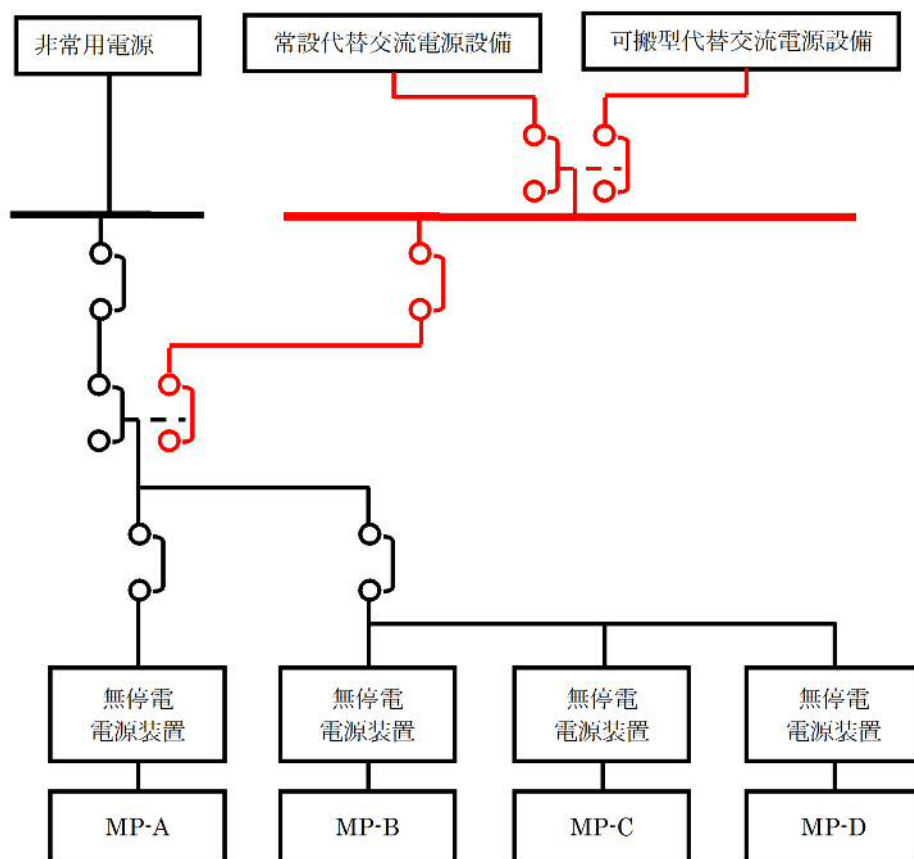 非常用電源
常設代替交流電源設備
可搬型代替交流電源設備
無停電
電源装置
無停電
電源装置
無停電
電源装置
無停電
電源装置
MP-A
MP-B
MP-C
MP-D